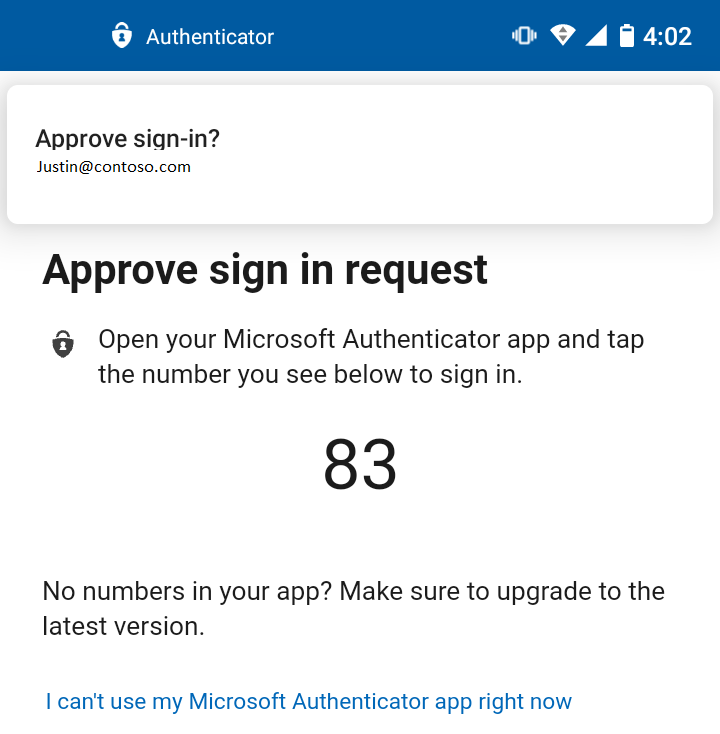 Authenticator 4:02
Approve sign-in?
Justin@contoso.com
Approve sign in request
Open your Microsoft Authenticator app and tap
the number you see below to sign in.
83
No numbers in your app? Make sure to upgrade to the
latest version.
I can't use my Microsoft Authenticator app right now